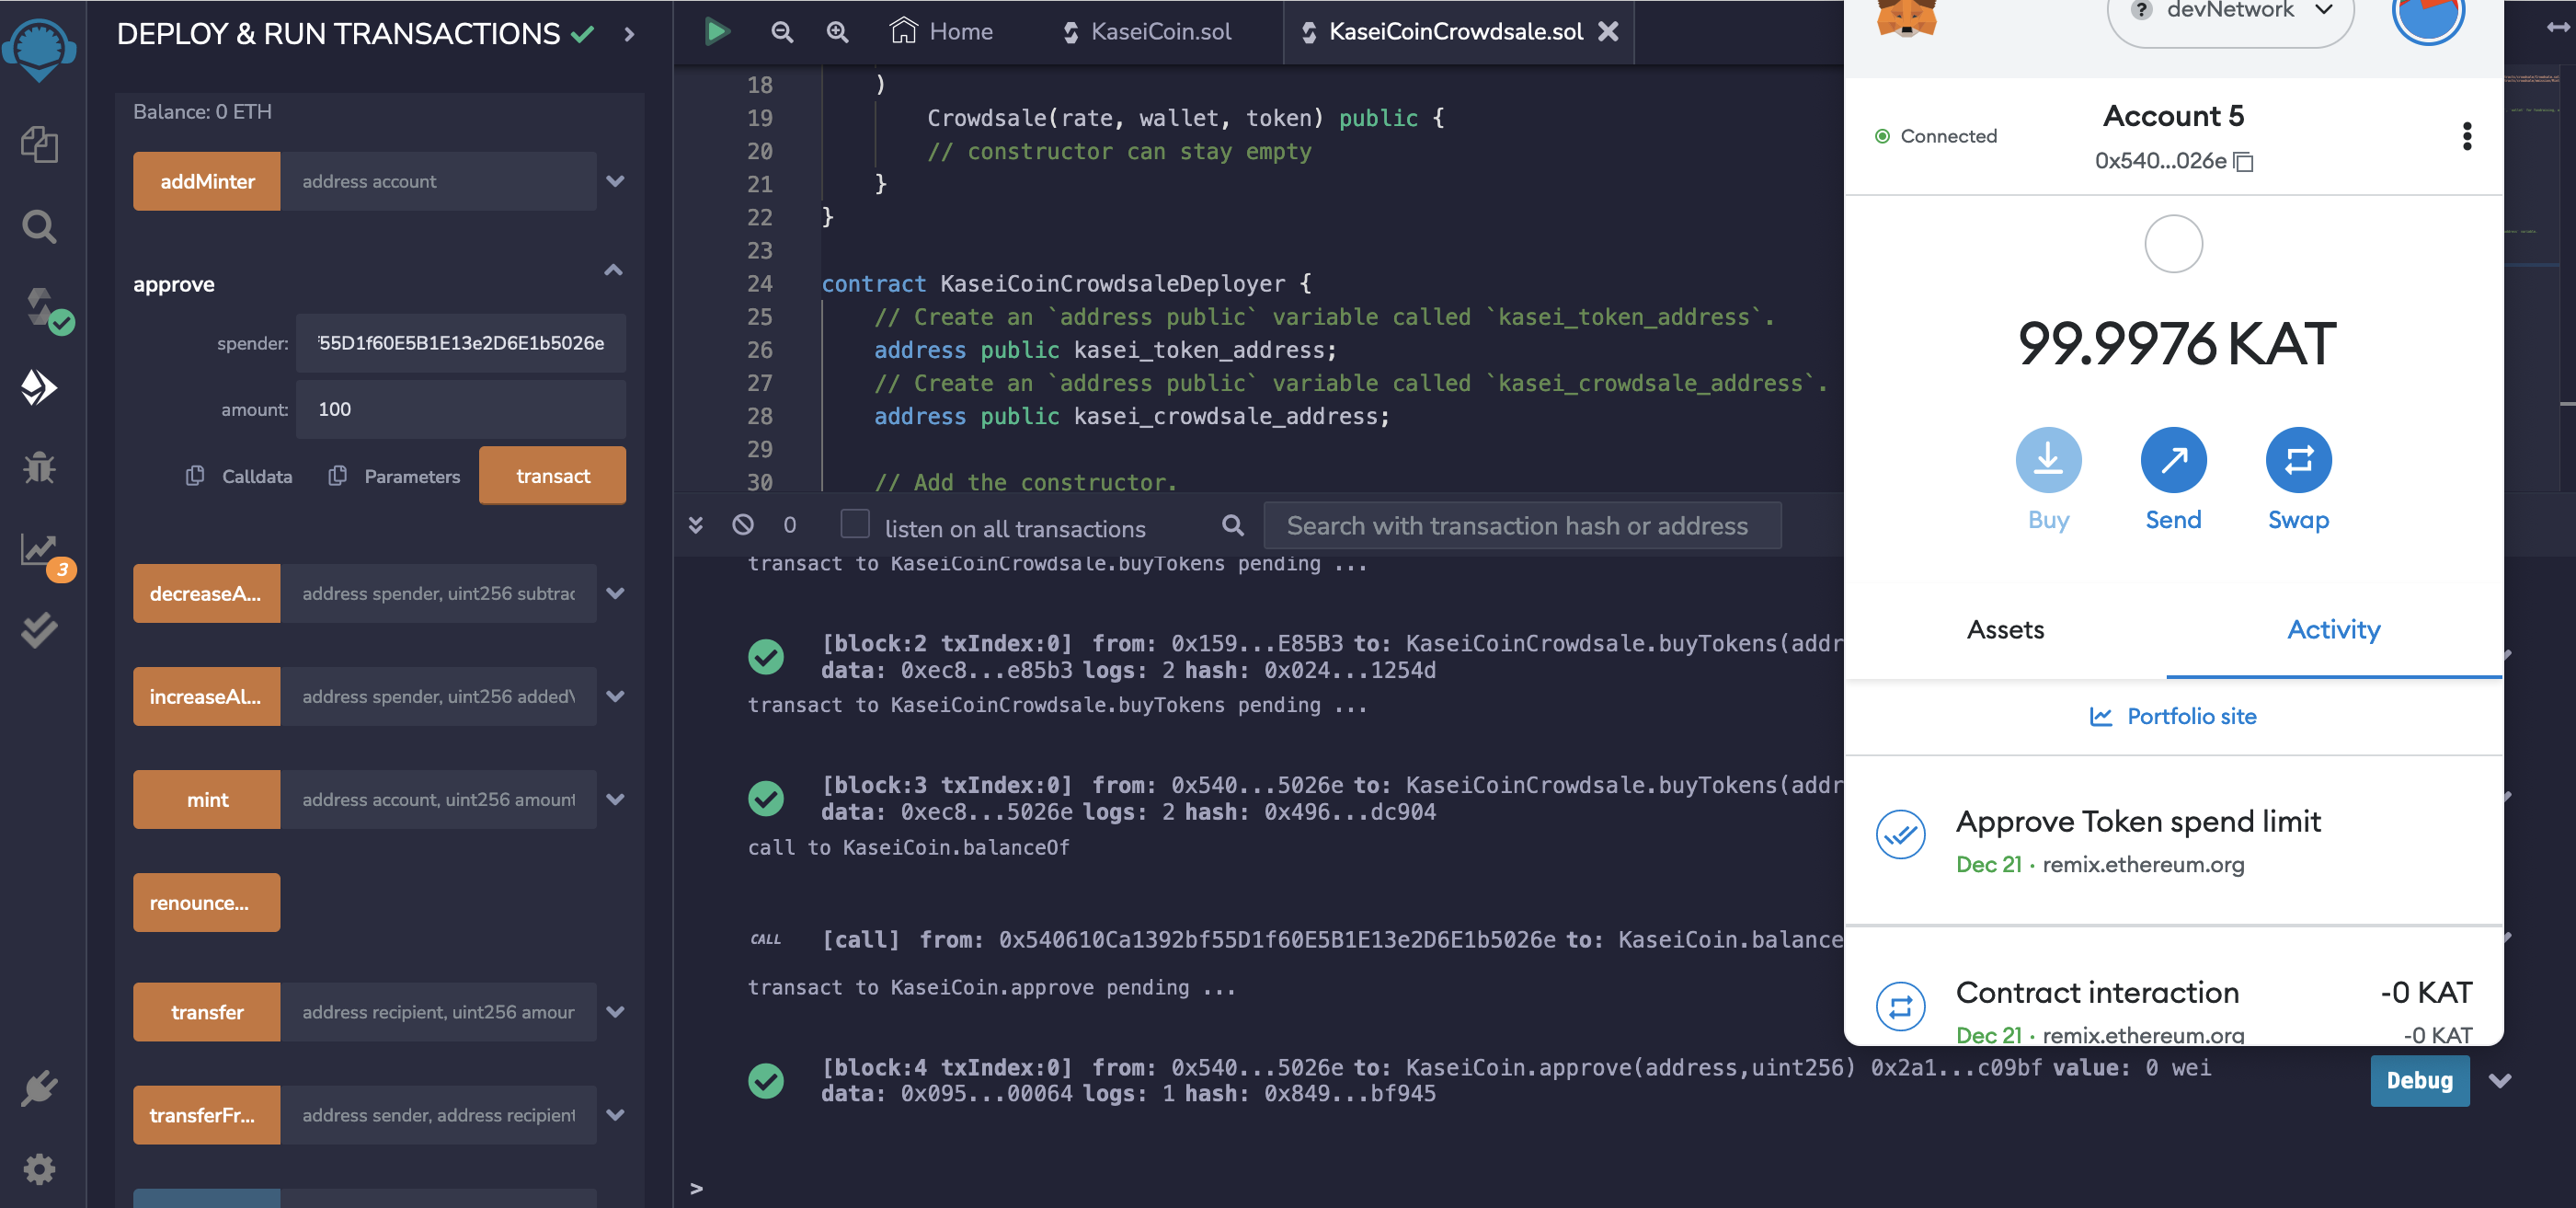 DEPLOY & RUN TRANSACTIONS
Balance: 0 ETH
addMinter address account
approve
spender: '55D1f60E5B1E13e2D6E1b5026e
amount: 100
Calldata Parameters transact
decreaseA... address spender, uint256 subtrac
increaseAl... address spender, uint256 added
mint address account, uint256 amount
renounce...
transfer address recipient, uint256 amour
transferFr... address sender, address recipient
3
Home KaseiCoin.sol KaseiCoinCrowdsale.sol
18 )
19 Crowdsale(rate, wallet, token) public {
20 // constructor can stay empty
21 }
22 }
23
24 contract KaseiCoinCrowdsaleDeployer {
25 // Create an `address public` variable called `kasei_token_address`.
26 address public kasei_token_address;
27 // Create an `address public` variable called `kasei_crowdsale_address`.
28 address public kasei_crowdsale_address;
29
30 // Add the constructor.
0 listen on all transactions Search with transaction hash or address
transact to KaseiCoinCrowdsale.buyTokens pending ...
[block:2 txIndex:0] from: 0x159...E85B3 to: KaseiCoinCrowdsale.buyTokens(addr
data: 0xec8...e85b3 logs: 2 hash: 0x024...1254d
transact to KaseiCoinCrowdsale.buyTokens pending ...
[block:3 txIndex:0] from: 0x540...5026e to: KaseiCoinCrowdsale.buyTokens(addr
data: 0xec8...5026e logs: 2 hash: 0x496...dc904
call to KaseiCoin.balanceOf
CALL [call] from: 0x540610Ca1392bf55D1f60E5B1E13e2D6E1b5026e to: KaseiCoin.balance
transact to KaseiCoin.approve pending ...
[block:4 txIndex:0] from: 0x540...5026e to: KaseiCoin.approve(address,uint256) 0x2a1...c09bf value: 0 wei
data: 0x095...00064 logs: 1 hash: 0x849...bf945
Debug
>
? devNetwork
Account 5
Connected
0x540...026e
99.9976 KAT
Buy Send Swap
Assets Activity
Portfolio site
Approve Token spend limit
Dec 21 · remix.ethereum.org
Contract interaction -0 KAT
Dec 21 · remix.ethereum.org -0 KAT